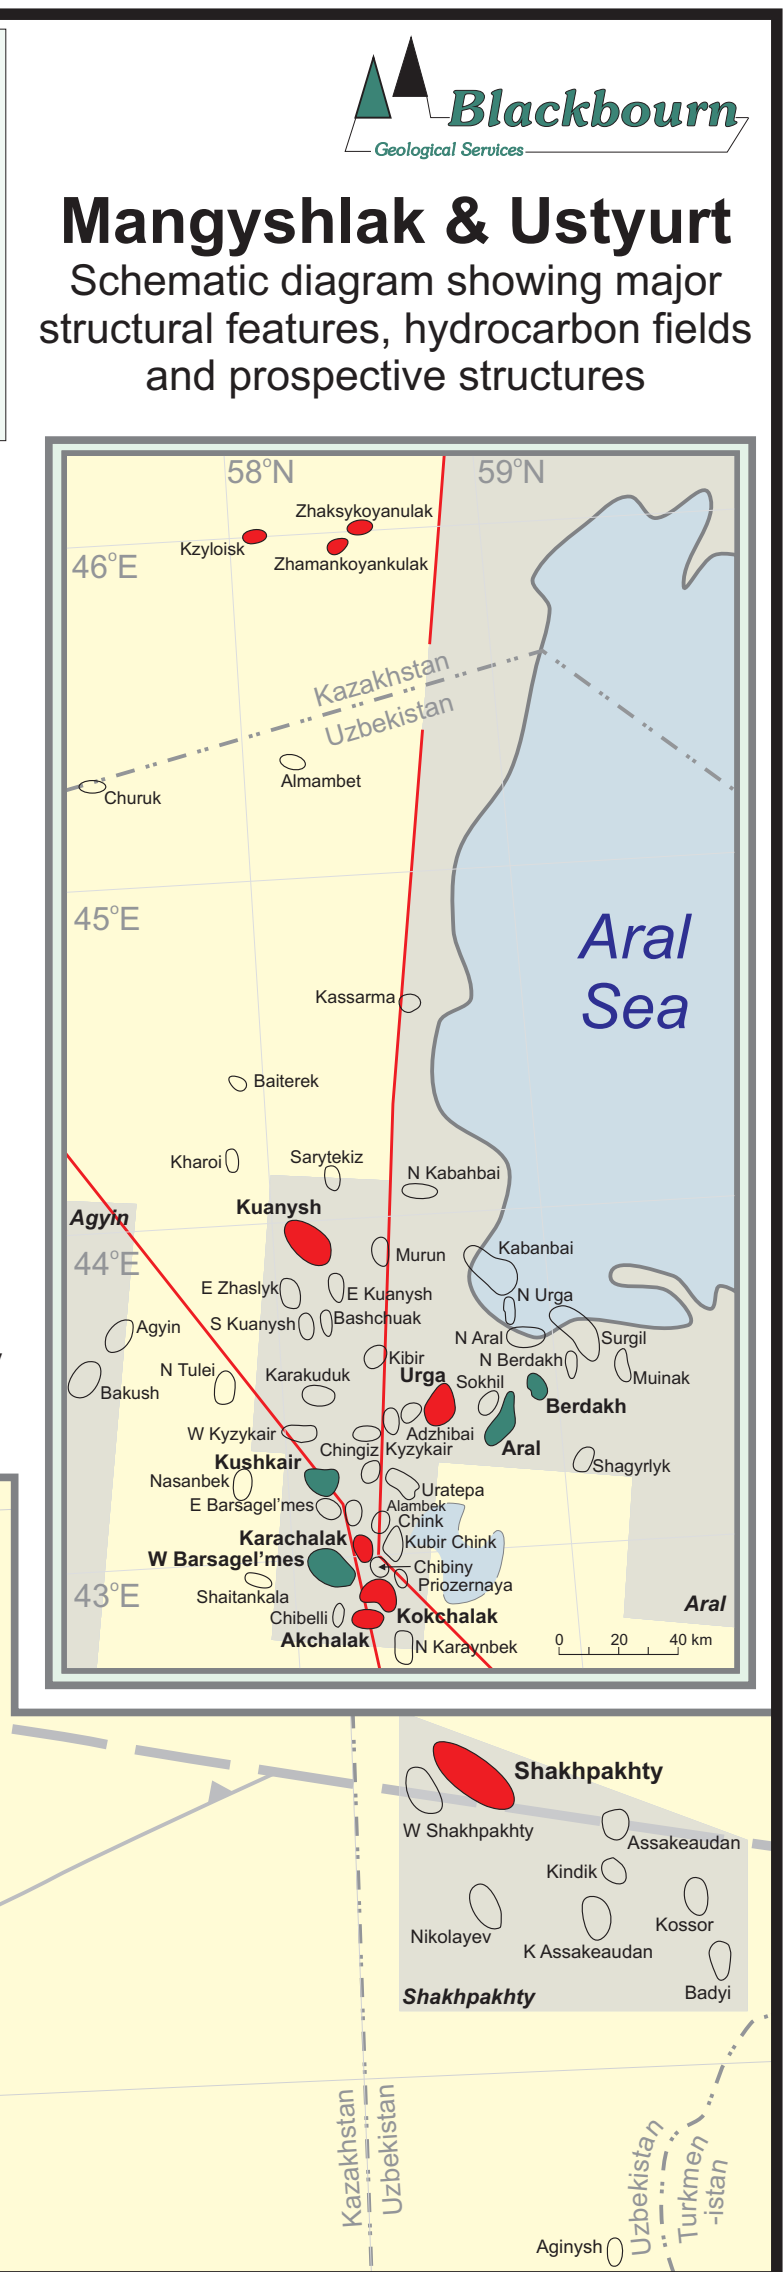 Blackbourn
Geological Services
Mangyshlak & Ustyurt
Schematic diagram showing major
structural features, hydrocarbon fields
and prospective structures
58°N
59°N
Zhaksykoyanulak
Kzyloisk
Zhamankoyankulak
46°E
Kazakhstan
Uzbekistan
Almambet
Churuk
45°E
Aral
Sea
Kassarma
Baiterek
Kharoi
Sarytekiz
N Kabahbai
Kuanysh
Agyin
Murun
Kabanbai
44°E
E Zhaslyk
E Kuanysh
N Urga
S Kuanysh
Bashchuak
Agyin
N Aral
Surgil
Kibir
N Berdakh
N Tulei
Karakuduk
Urga
Sokhil
Muinak
Bakush
Berdakh
W Kyzykair
Adzhibai
Chingiz
Kyzykair
Aral
Kushkair
Shagyrlyk
Nasanbek
Uratepa
E Barsagel'mes
Alambek
Chink
Karachalak
Kubir Chink
W Barsagel'mes
Chibiny
Priozernaya
43°E
Shaitankala
Aral
Chibelli
Kokchalak
Akchalak
N Karaynbek
0 20 40 km
Shakhpakhty
W Shakhpakhty
Assakeaudan
Kindik
Kossor
Nikolayev
K Assakeaudan
Badyi
Shakhpakhty
Kazakhstan
Uzbekistan
Uzbekistan
Turkmen
-istan
Aginysh